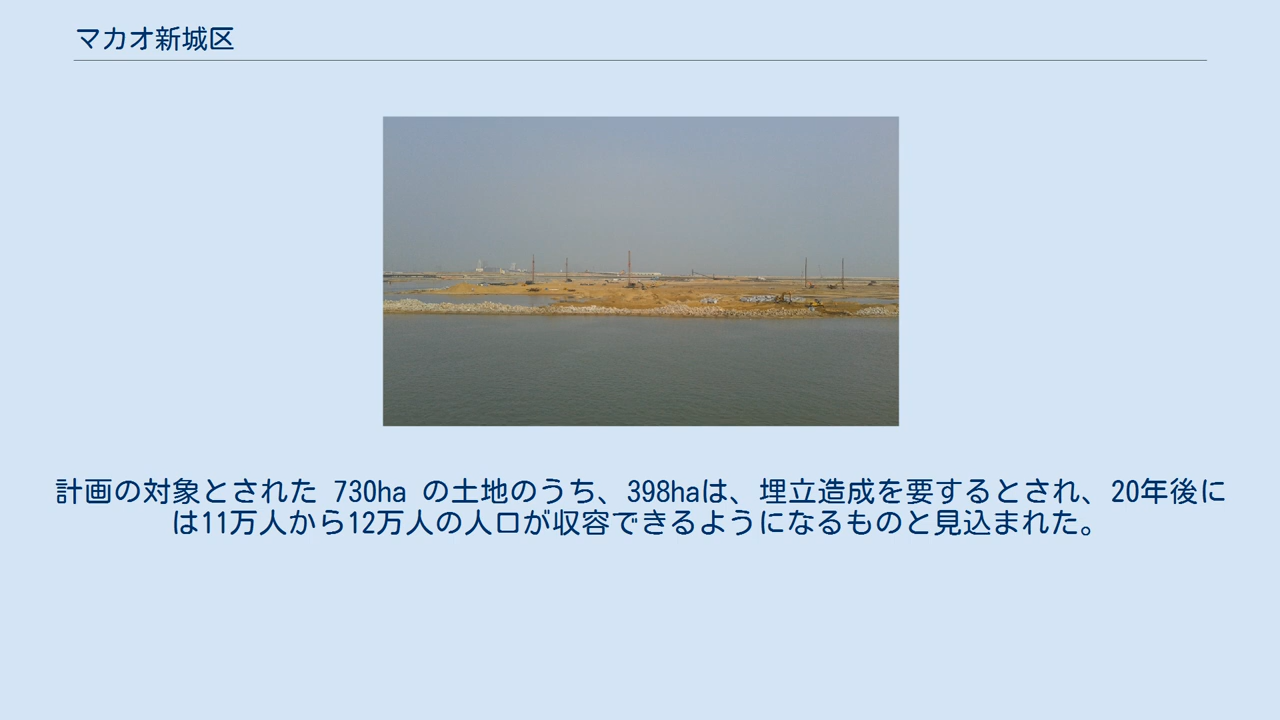 マカオ新城区
計画の対象とされた 730ha の土地のうち、398haは、埋立造成を要するとされ、20年後に
は11万人から12万人の人口が収容できるようになるものと見込まれた。